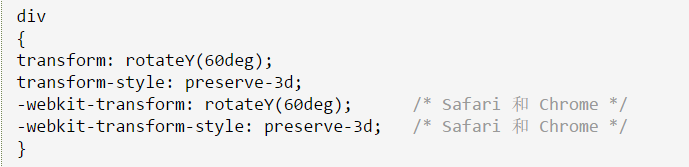 div
{
transform: rotateY(60deg);
transform-style: preserve-3d;
-webkit-transform: rotateY(60deg);      /* Safari 和 Chrome */
-webkit-transform-style: preserve-3d;   /* Safari 和 Chrome */
}